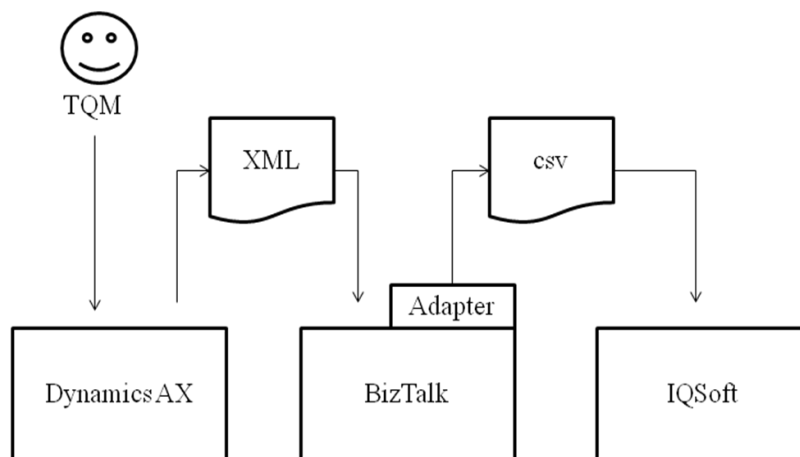 TQM
XML
csv
Adapter
DynamicsAX
BizTalk
IQSoft